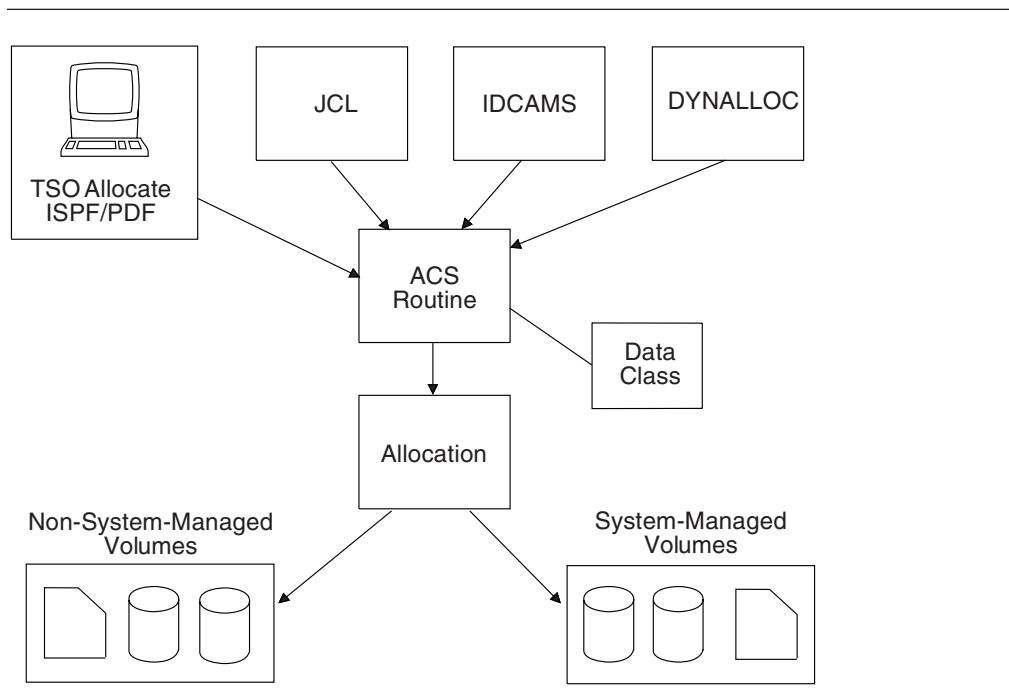 JCL
IDCAMS
DYNALLOC
TSO Allocate
ISPF/PDF
ACS
Routine
Data
Class
Allocation
Non-System-Managed
Volumes
System-Managed
Volumes